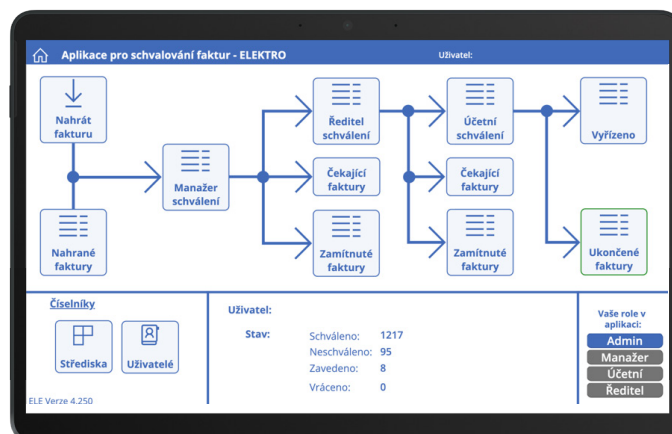 Aplikace pro schvalování faktur - ELEKTRO
Uživatel:
Nahrát
fakturu
Ředitel
schválení
Účetní
schválení
Vyřízeno
Manažer
schválení
Čekající
faktury
Čekající
faktury
Nahrané
faktury
Zamítnuté
faktury
Zamítnuté
faktury
Ukončené
faktury
Číselníky
Střediska
Uživatelé
ELE Verze 4.250
Uživatel:
Stav:
Schváleno: 1217
Neschváleno: 95
Zavedeno: 8
Vráceno: 0
Vaše role v
aplikaci:
Admin
Manažer
Účetní
Ředitel